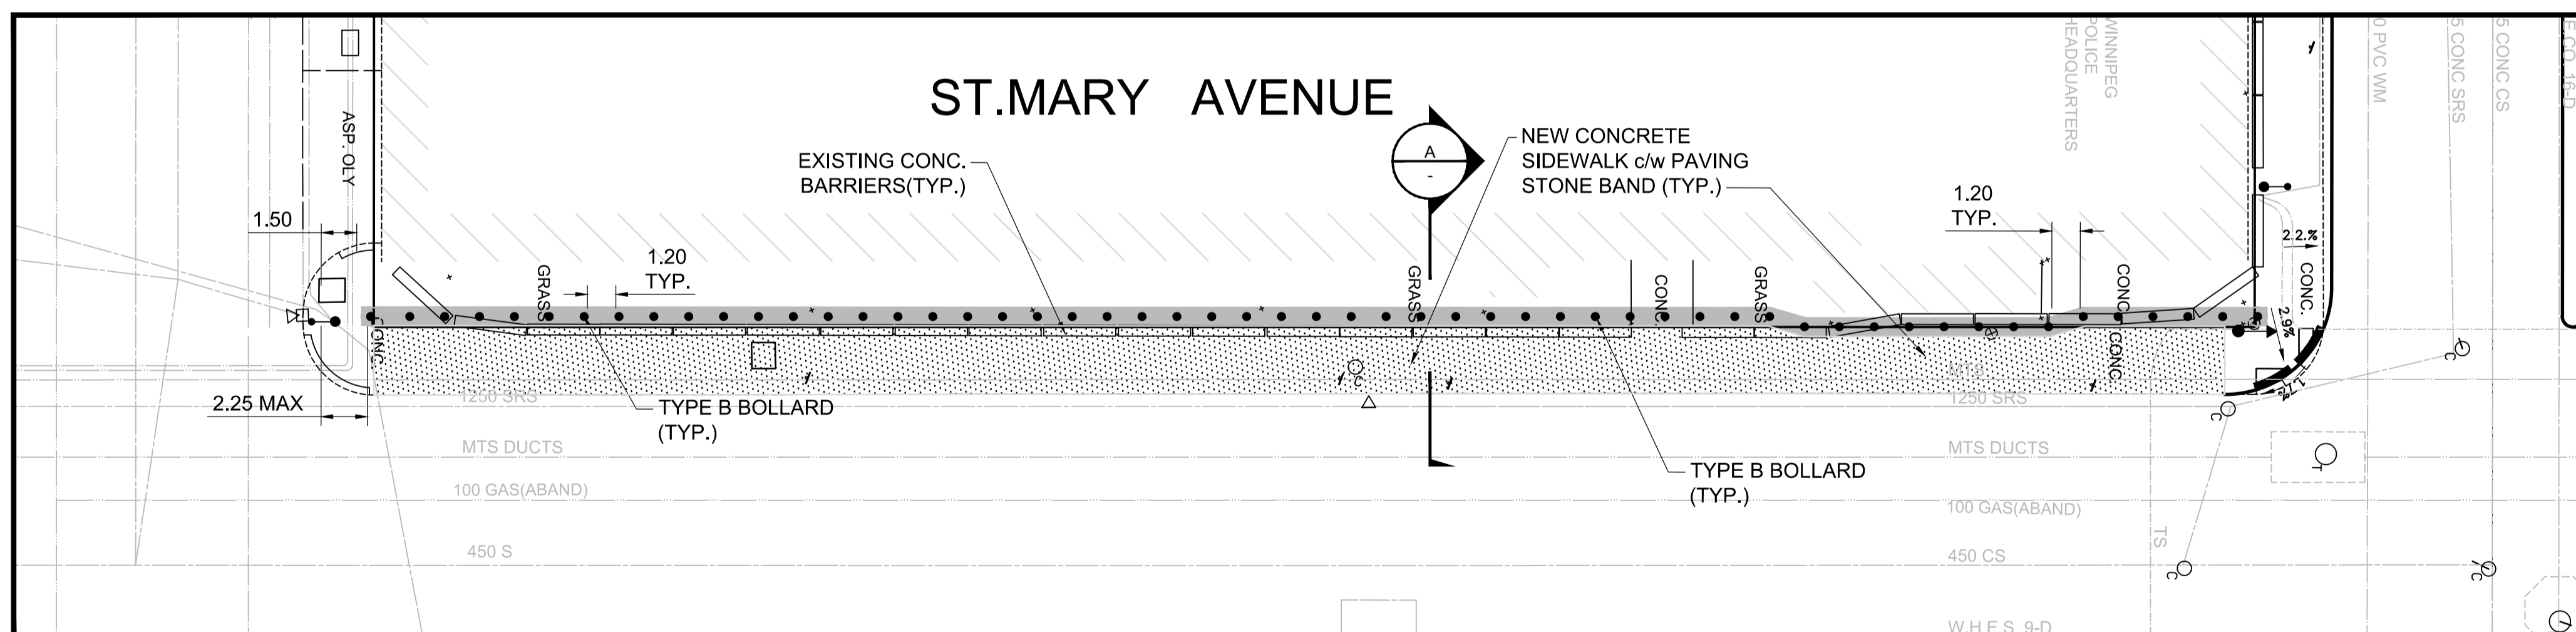 ST.MARY AVENUE
WINNIPEG
POLICE
HEADQUARTERS
0 PVC WM
5 CONC SRS
5 CONC CS
ASP. OLY
EXISTING CONC.
BARRIERS(TYP.)
A
-
NEW CONCRETE
SIDEWALK c/w PAVING
STONE BAND (TYP.)
1.20
TYP.
1.50
1.20
TYP.
2.2.%
GRASS
GRASS
CONC.
GRASS
CONC.
CONC.
CONC.
CONC.
2.9%
2.25 MAX
1250 SRS
TYPE B BOLLARD
(TYP.)
C
MTS
1250 SRS
C
C
MTS DUCTS
MTS DUCTS
T
TYPE B BOLLARD
(TYP.)
100 GAS(ABAND)
100 GAS(ABAND)
TS
450 S
450 CS
C
C
W.H.E.S. 9-D